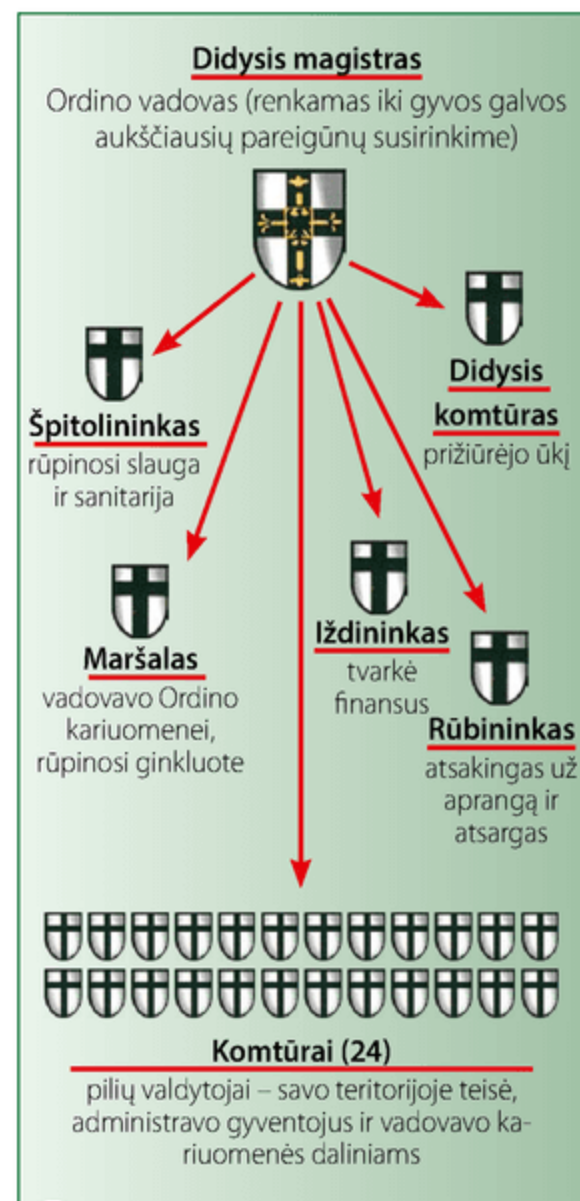 Didysis magistras
Ordino vadovas (renkamas iki gyvos galvos
aukščiausių pareigūnų susirinkime)
Didysis
komtūras
prižiūrėjo ūkį
Špitolininkas
rūpinosi slauga
ir sanitarija
Maršalas
vadovavo Ordino
kariuomenei,
rūpinosi ginkluote
Iždininkas
tvarkė
finansus
Rūbininkas
atsakingas už
aprangą ir
atsargas
Komtūrai (24)
pilių valdytojai – savo teritorijoje teisė,
administravo gyventojus ir vadovavo ka-
riuomenės daliniams